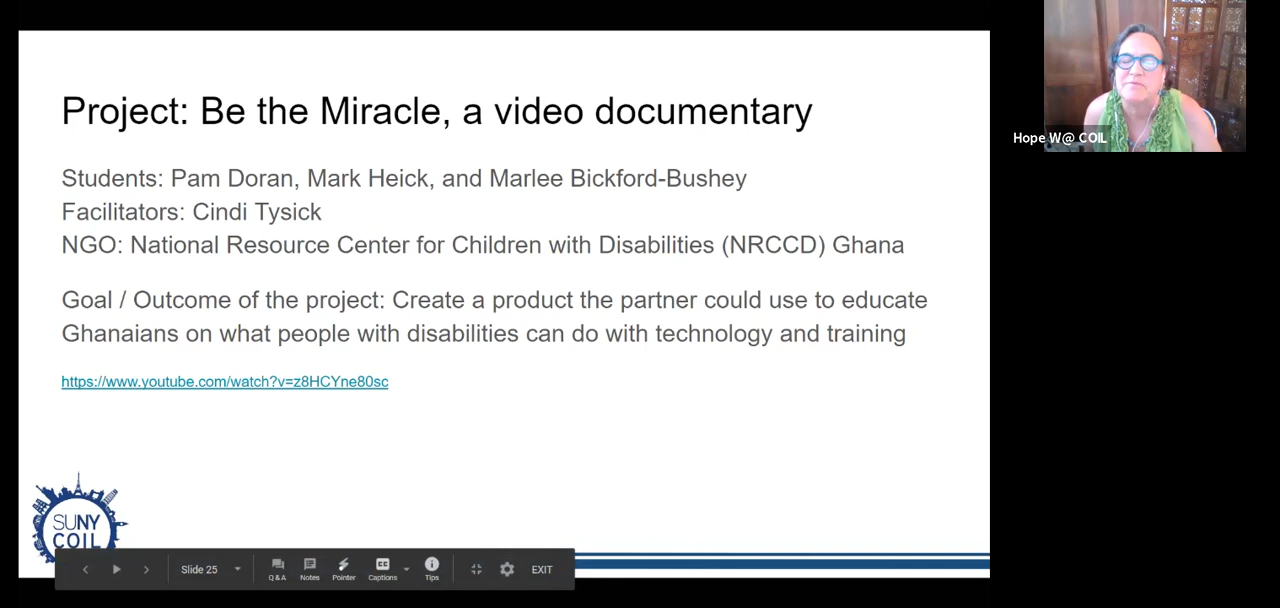 Project: Be the Miracle, a video documentary
Students: Pam Doran, Mark Heick, and Marlee Bickford-Bushey
Facilitators: Cindi Tysick
NGO: National Resource Center for Children with Disabilities (NRCCD) Ghana
Goal / Outcome of the project: Create a product the partner could use to educate
Ghanaians on what people with disabilities can do with technology and training
https://www.youtube.com/watch?v=z8HCYne80sc
SUNY
COIL
Slide 25
Q & A
Notes
Pointer
CC
Captions
Tips
EXIT
Hope W@ COIL